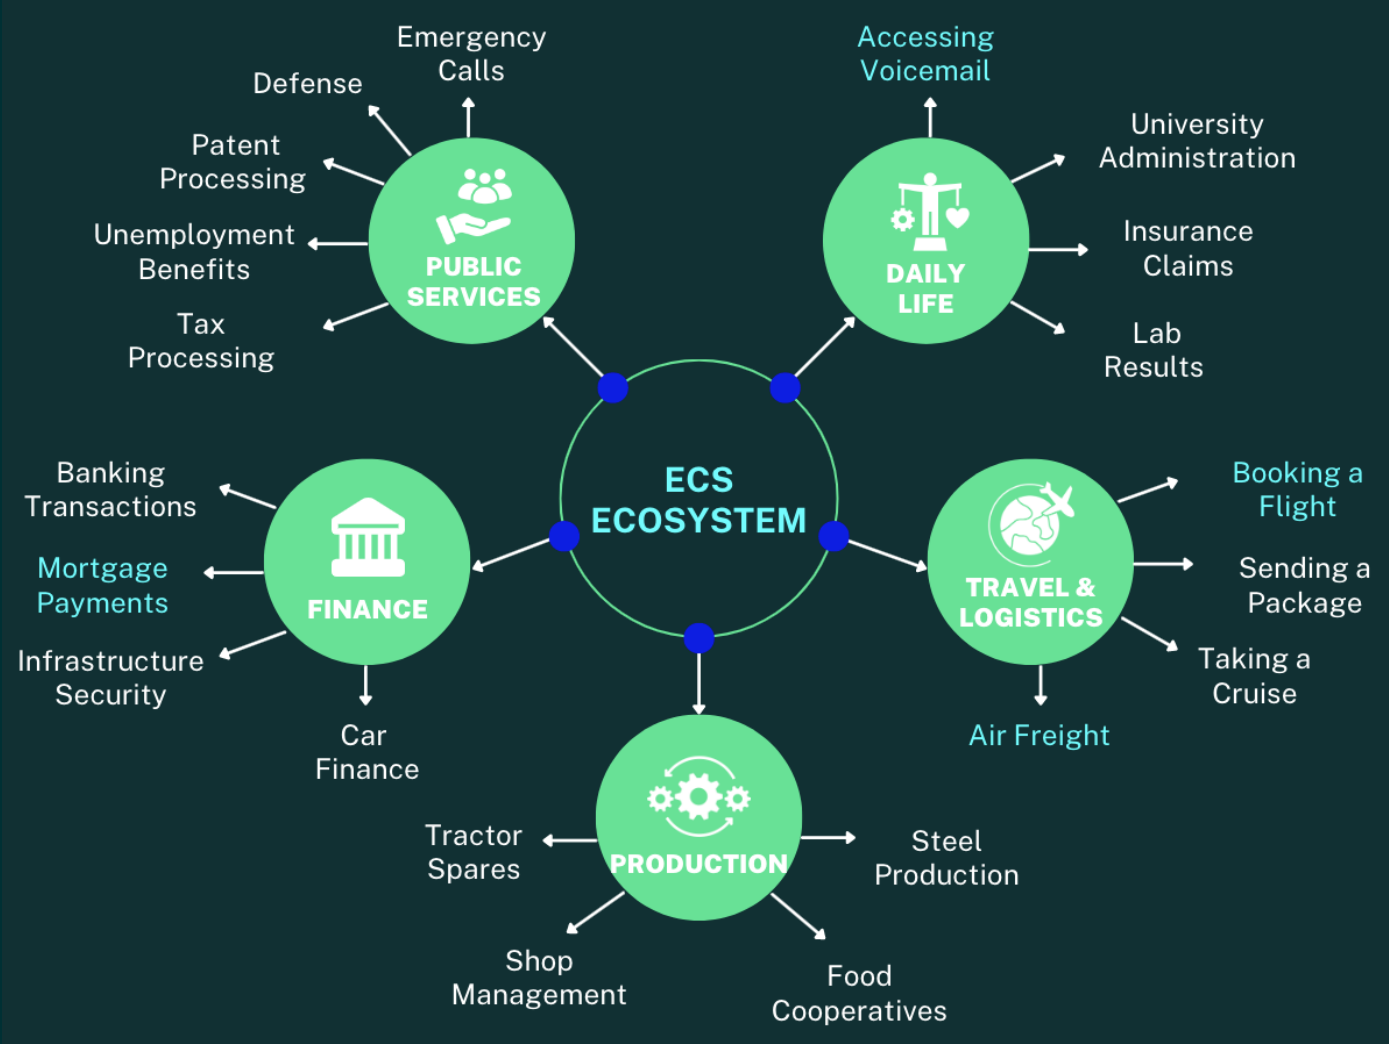 Emergency
Calls
Defense
Patent
Processing
Unemployment
Benefits
Tax
Processing
PUBLIC
SERVICES
Accessing
Voicemail
University
Administration
Insurance
Claims
Lab
Results
DAILY
LIFE
ECS
ECOSYSTEM
Banking
Transactions
Mortgage
Payments
Infrastructure
Security
Car
Finance
FINANCE
Booking a
Flight
Sending a
Package
Taking a
Cruise
Air Freight
TRAVEL &
LOGISTICS
PRODUCTION
Tractor
Spares
Shop
Management
Steel
Production
Food
Cooperatives